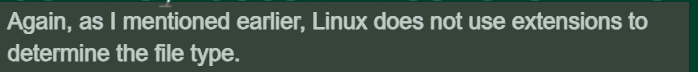 Again, as I mentioned earlier, Linux does not use extensions to
determine the file type.